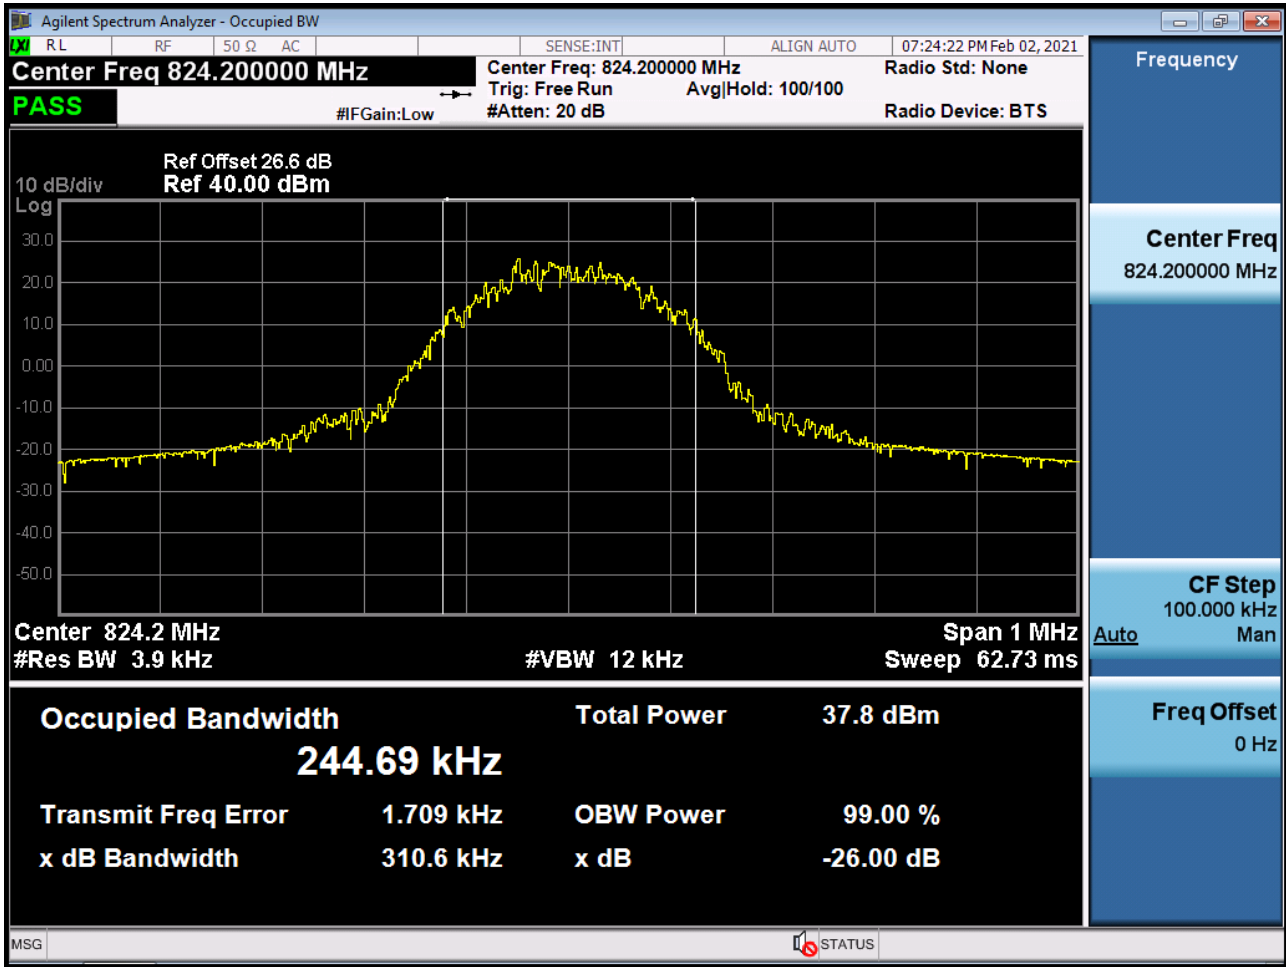 Agilent Spectrum Analyzer - Occupied BW
LXI RL RF 50 Ω AC SENSE:INT ALIGN AUTO 07:24:22 PM Feb 02, 2021
Center Freq 824.200000 MHz
PASS
#IFGain:Low
Center Freq: 824.200000 MHz
Trig: Free Run Avg|Hold: 100/100
#Atten: 20 dB
Radio Std: None
Radio Device: BTS
Ref Offset 26.6 dB
10 dB/div Ref 40.00 dBm
Log
30.0
20.0
10.0
0.00
-10.0
-20.0
-30.0
-40.0
-50.0
Center 824.2 MHz Span 1 MHz
#Res BW 3.9 kHz #VBW 12 kHz Sweep 62.73 ms
Occupied Bandwidth Total Power 37.8 dBm
244.69 kHz
Transmit Freq Error 1.709 kHz OBW Power 99.00 %
x dB Bandwidth 310.6 kHz x dB -26.00 dB
MSG STATUS
Frequency
Center Freq
824.200000 MHz
CF Step
100.000 kHz
Auto Man
Freq Offset
0 Hz